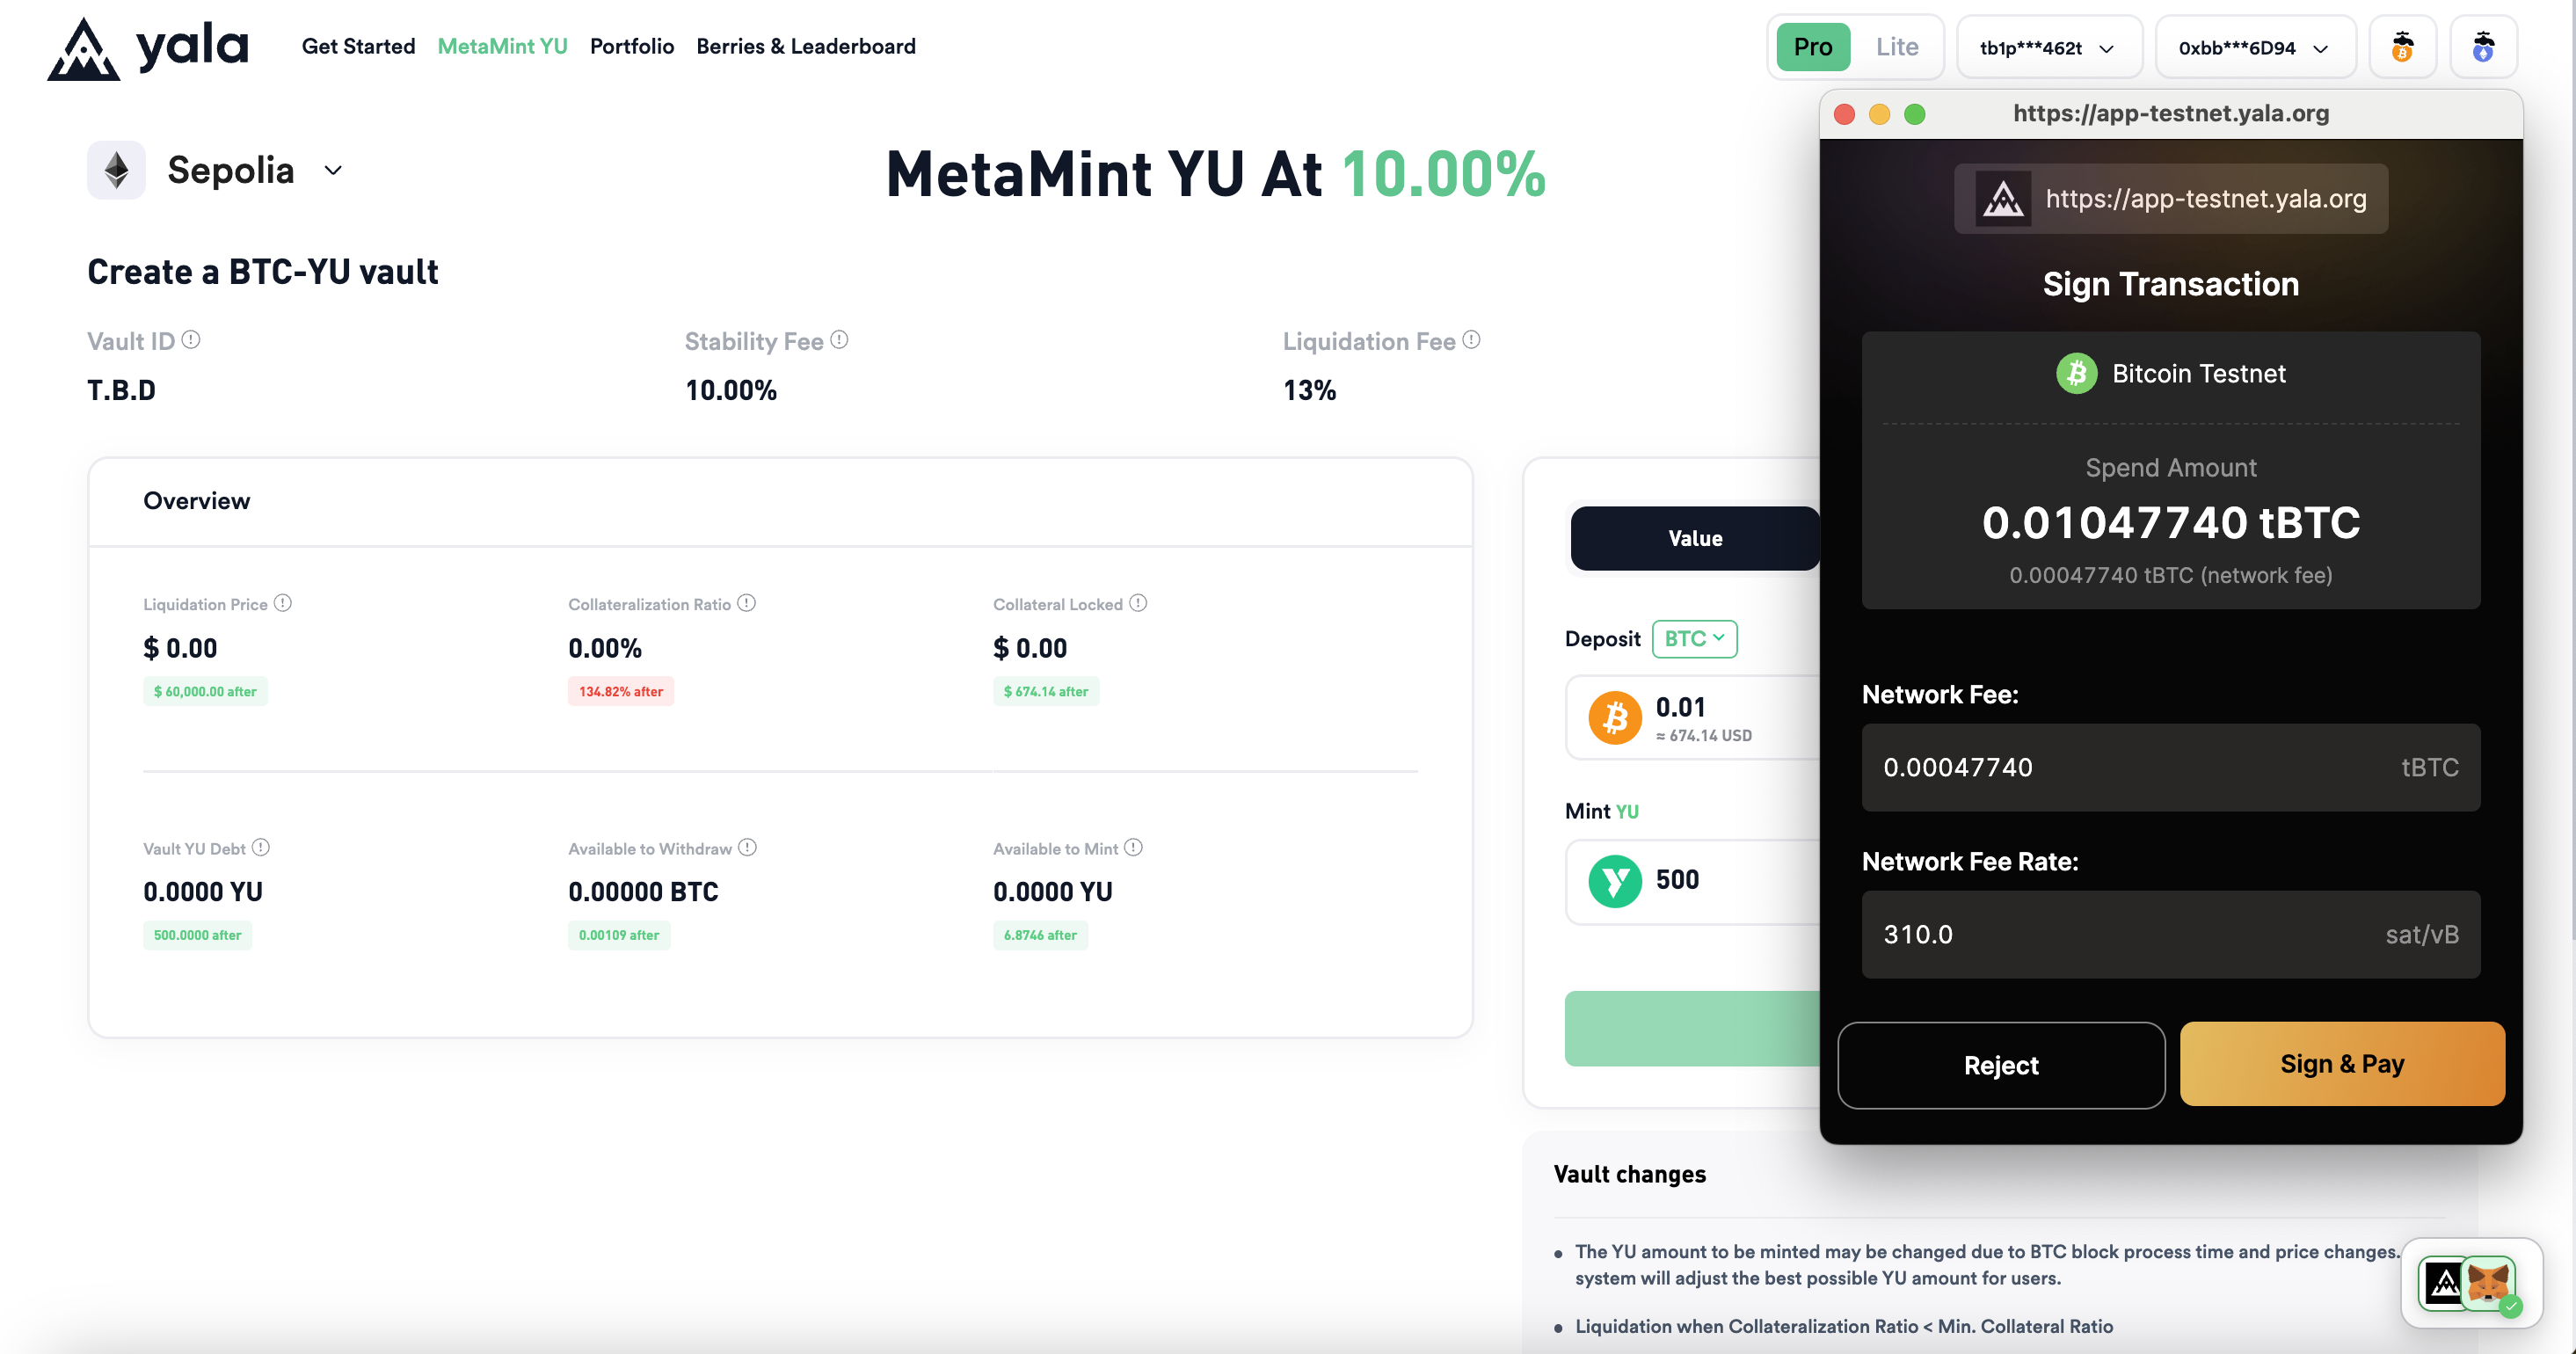 yala
Get Started
MetaMint YU
Portfolio
Berries & Leaderboard
Pro
Lite
tb1p***462t
0xbb***6D94
Sepolia
MetaMint YU At 10.00%
Create a BTC-YU vault
Vault ID
T.B.D
Stability Fee
10.00%
Liquidation Fee
13%
Overview
Liquidation Price
$ 0.00
$ 60,000.00 after
Collateralization Ratio
0.00%
134.82% after
Collateral Locked
$ 0.00
$ 674.14 after
Vault YU Debt
0.0000 YU
500.0000 after
Available to Withdraw
0.00000 BTC
0.00109 after
Available to Mint
0.0000 YU
6.8746 after
Value
Deposit BTC
0.01
≈ 674.14 USD
Mint YU
500
Vault changes
The YU amount to be minted may be changed due to BTC block process time and price changes.
system will adjust the best possible YU amount for users.
Liquidation when Collateralization Ratio < Min. Collateral Ratio
https://app-testnet.yala.org
https://app-testnet.yala.org
Sign Transaction
Bitcoin Testnet
Spend Amount
0.01047740 tBTC
0.00047740 tBTC (network fee)
Network Fee:
0.00047740 tBTC
Network Fee Rate:
310.0 sat/vB
Reject
Sign & Pay